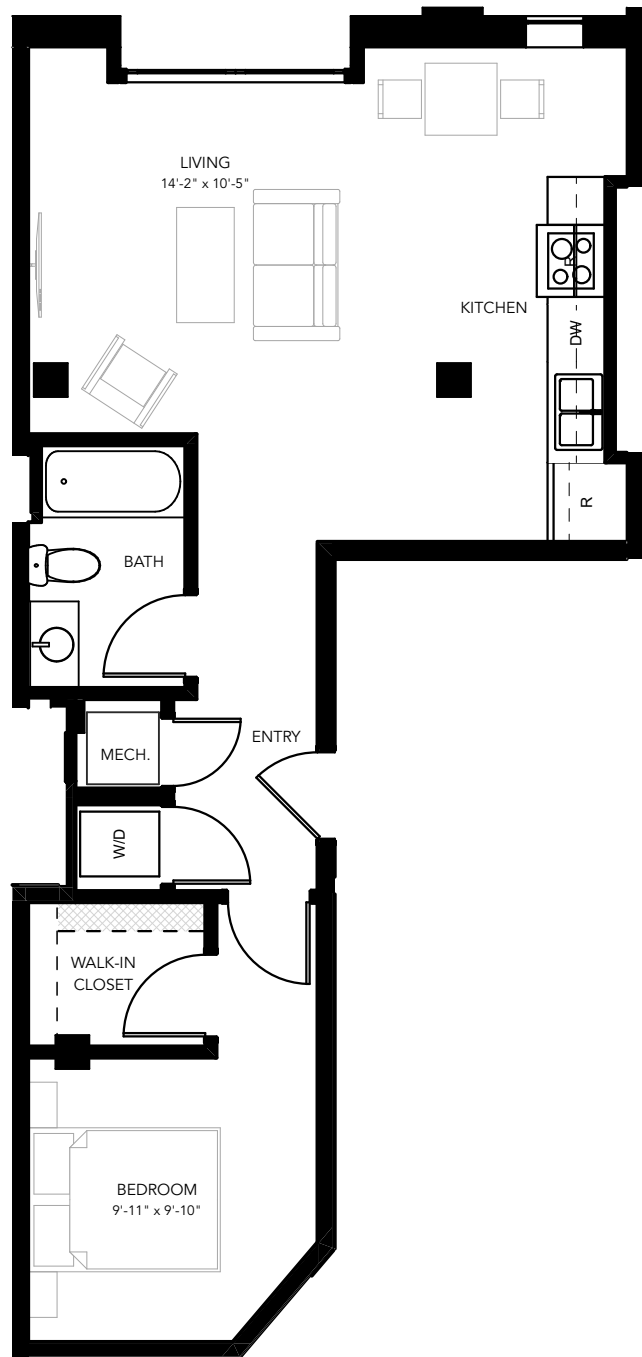 LIVING
14'-2" x 10'-5"
R
KITCHEN
DW
R
BATH
ENTRY
MECH.
W/D
WALK-IN
CLOSET
BEDROOM
9'-11" x 9'-10"